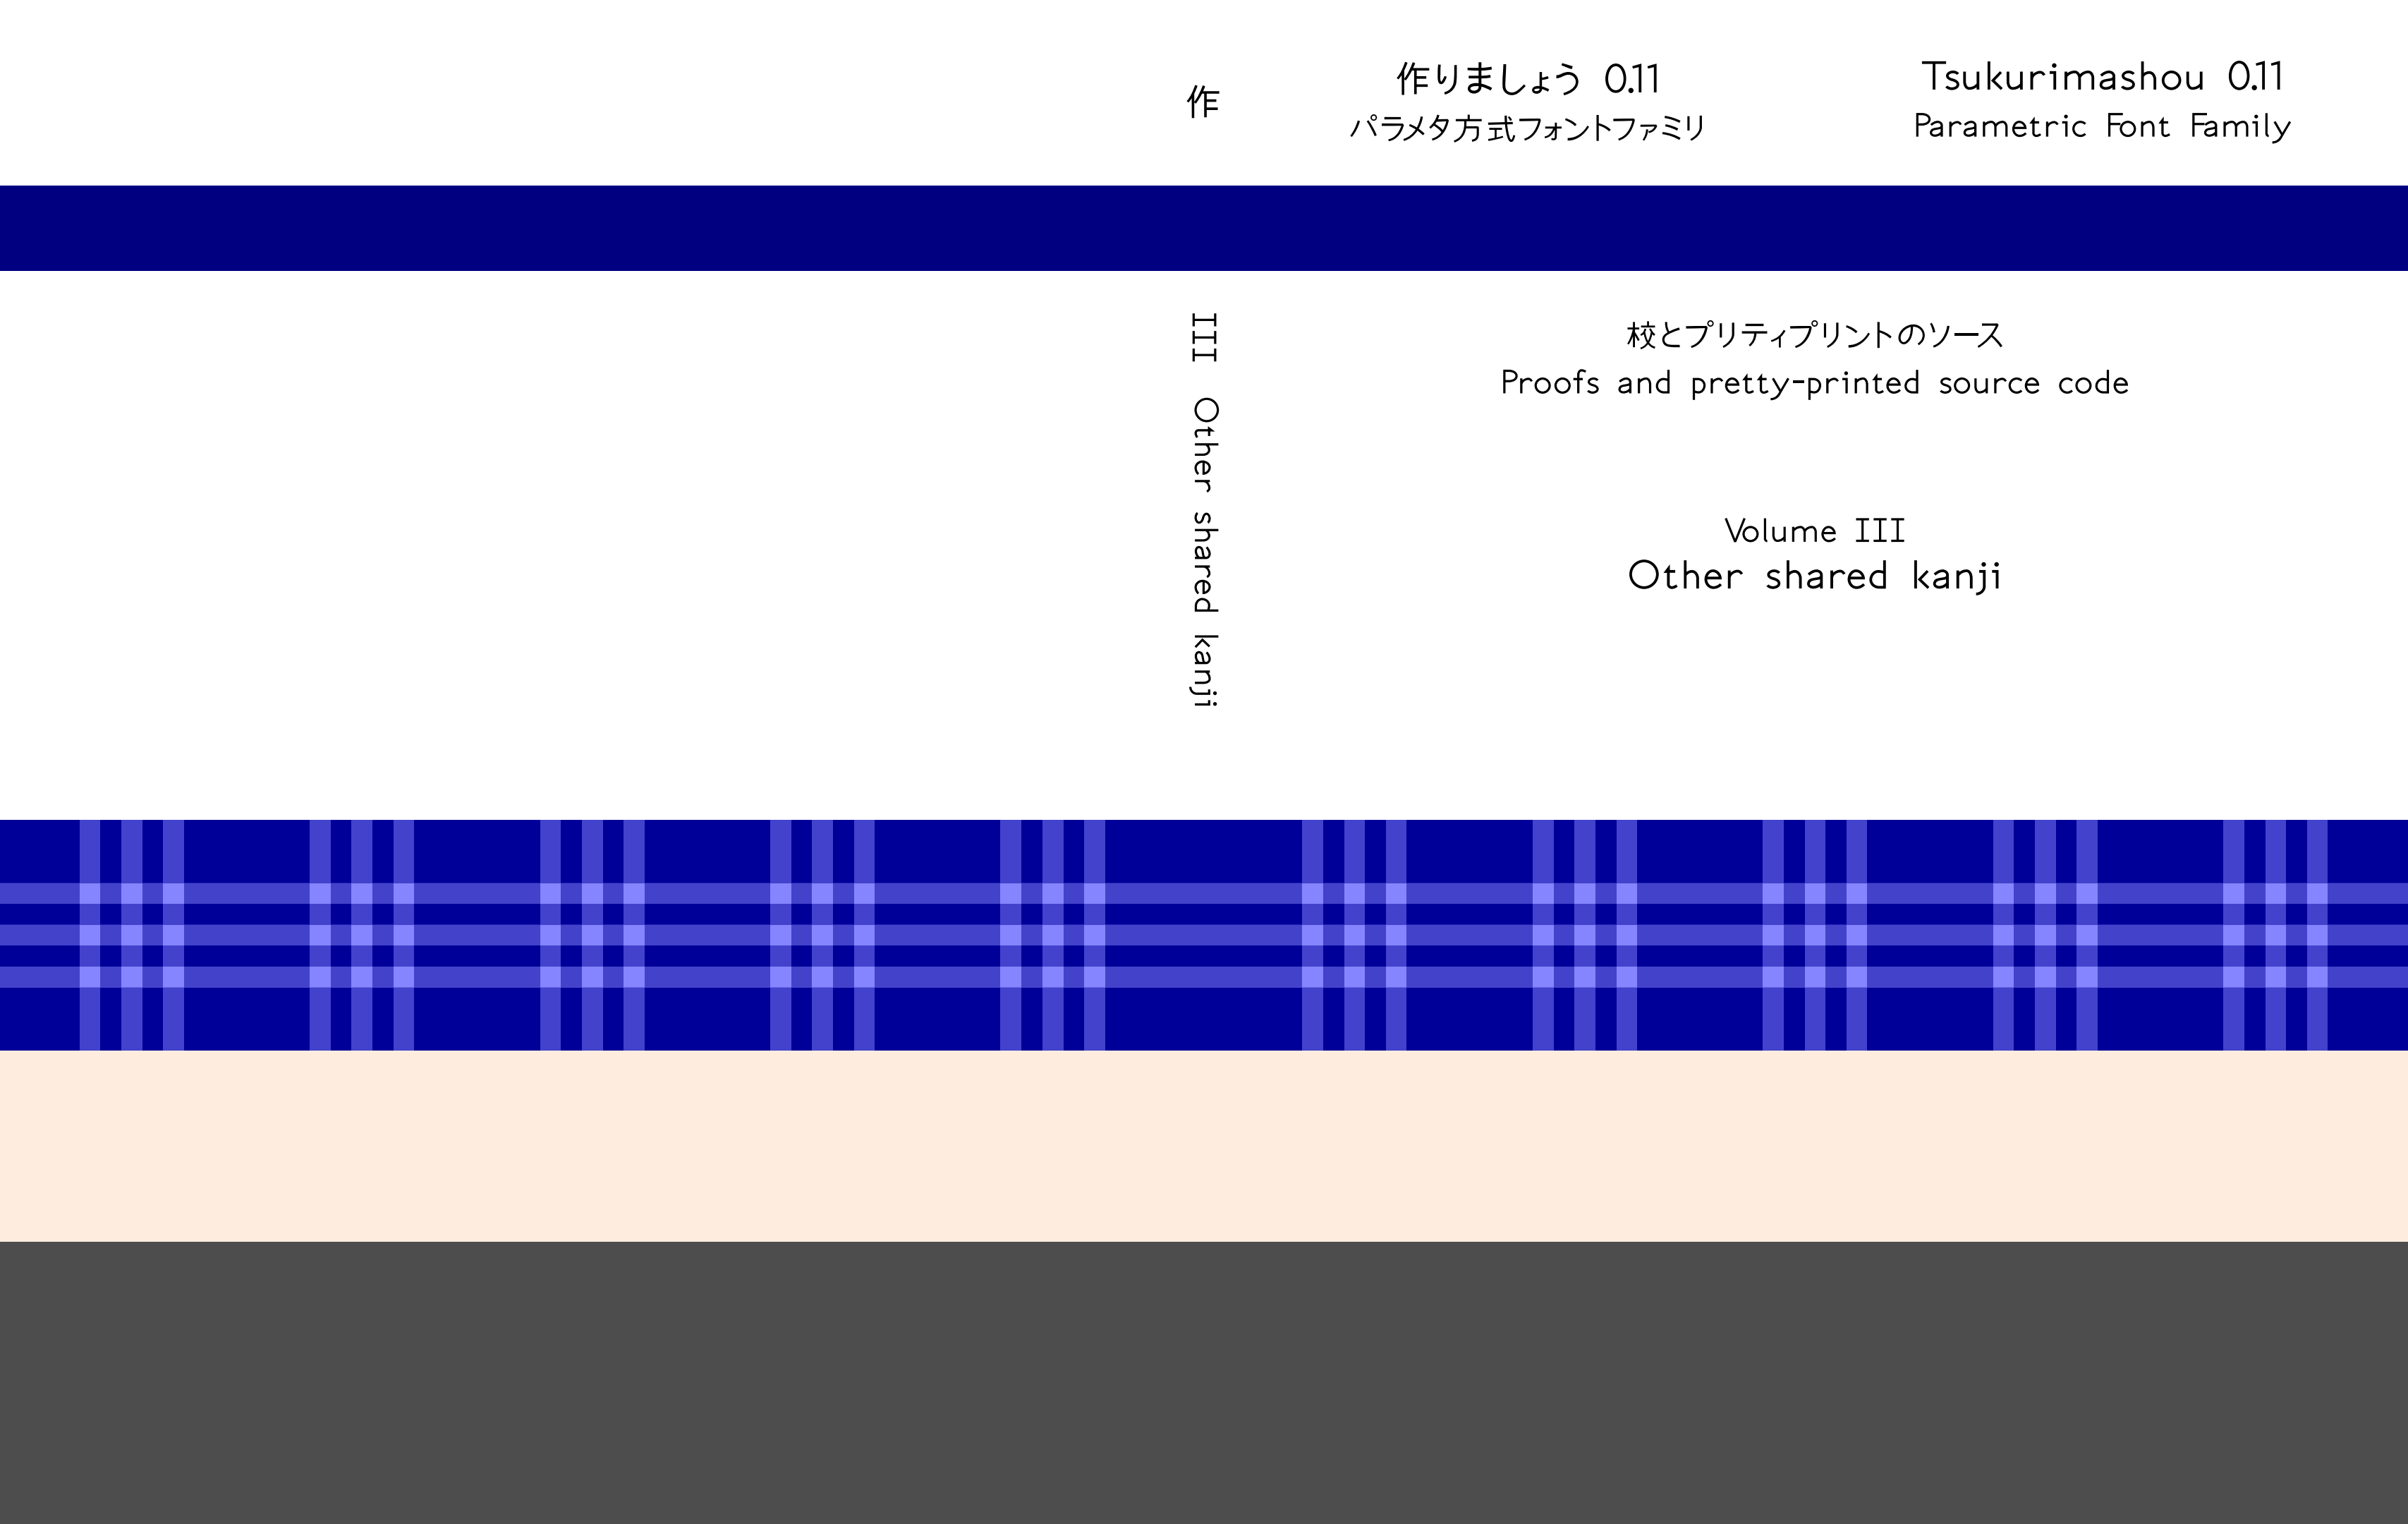 作
III Other shared kanji
作りましょう 0.11
パラメタ方式フォントファミリ
Tsukurimashou 0.11
Parametric Font Family
校とプリティプリントのソース
Proofs and pretty-printed source code
Volume III
Other shared kanji